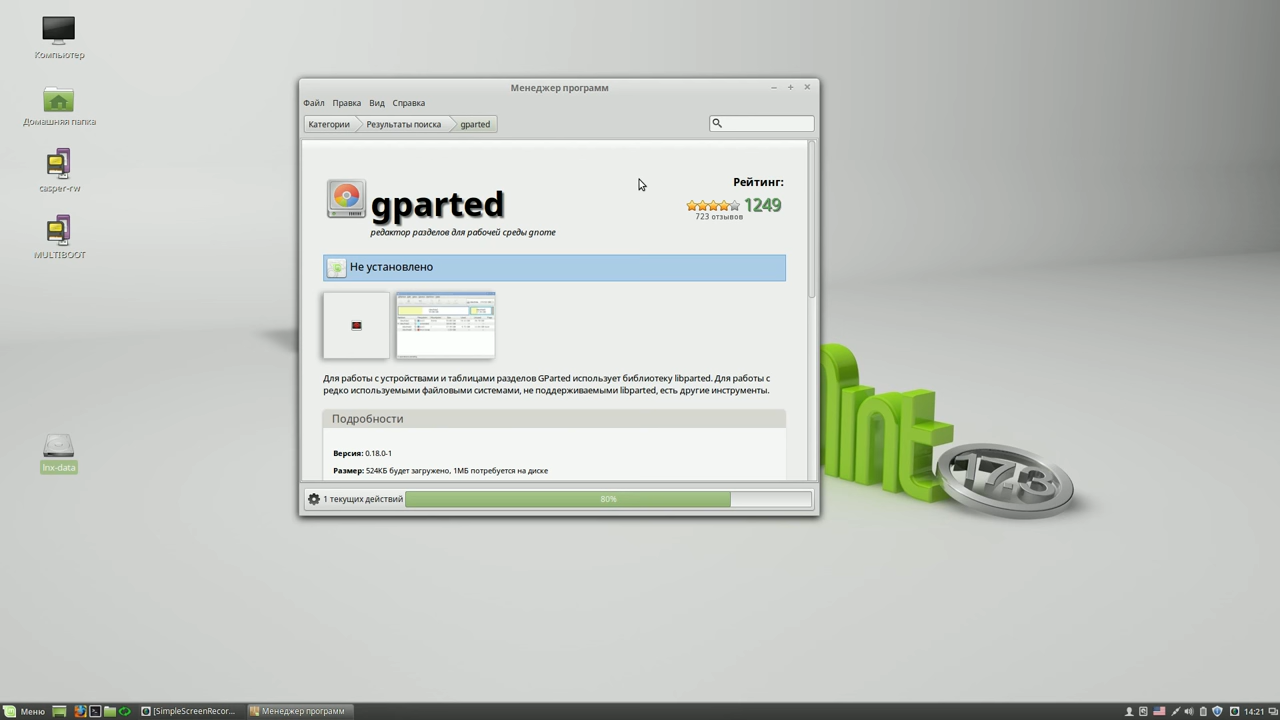 Компьютер
Домашняя папка
casper-rw
MULTIBOOT
lnx-data
Менеджер программ
Файл Правка Вид Справка
Категории Результаты поиска gparted
gparted
редактор разделов для рабочей среды gnome
Рейтинг:
1249
723 отзывов
Не установлено
Для работы с устройствами и таблицами разделов GParted использует библиотеку libparted. Для работы с
редко используемыми файловыми системами, не поддерживаемыми libparted, есть другие инструменты.
Подробности
Версия: 0.18.0-1
Размер: 524КБ будет загружено, 1МБ потребуется на диске
1 текущих действий 80%
17.3
Меню [SimpleScreenRecor... Менеджер программ 14:21